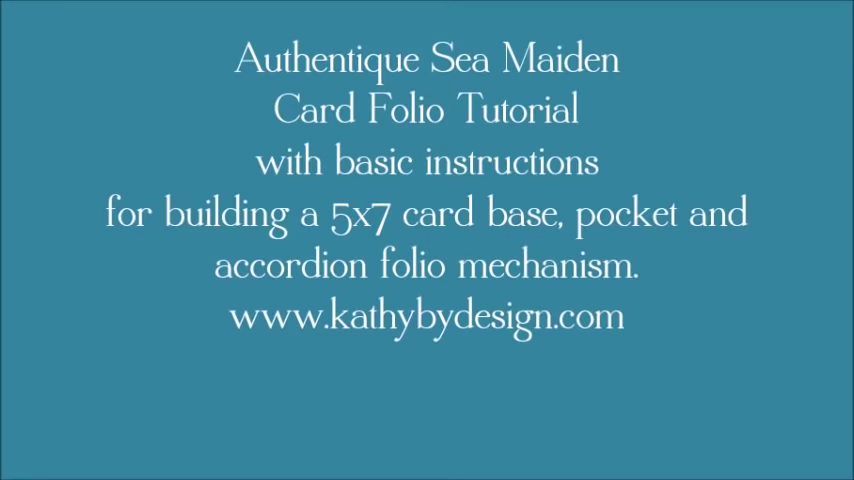 Authentique Sea Maiden
Card Folio Tutorial
with basic instructions
for building a 5x7 card base, pocket and
accordion folio mechanism.
www.kathybydesign.com